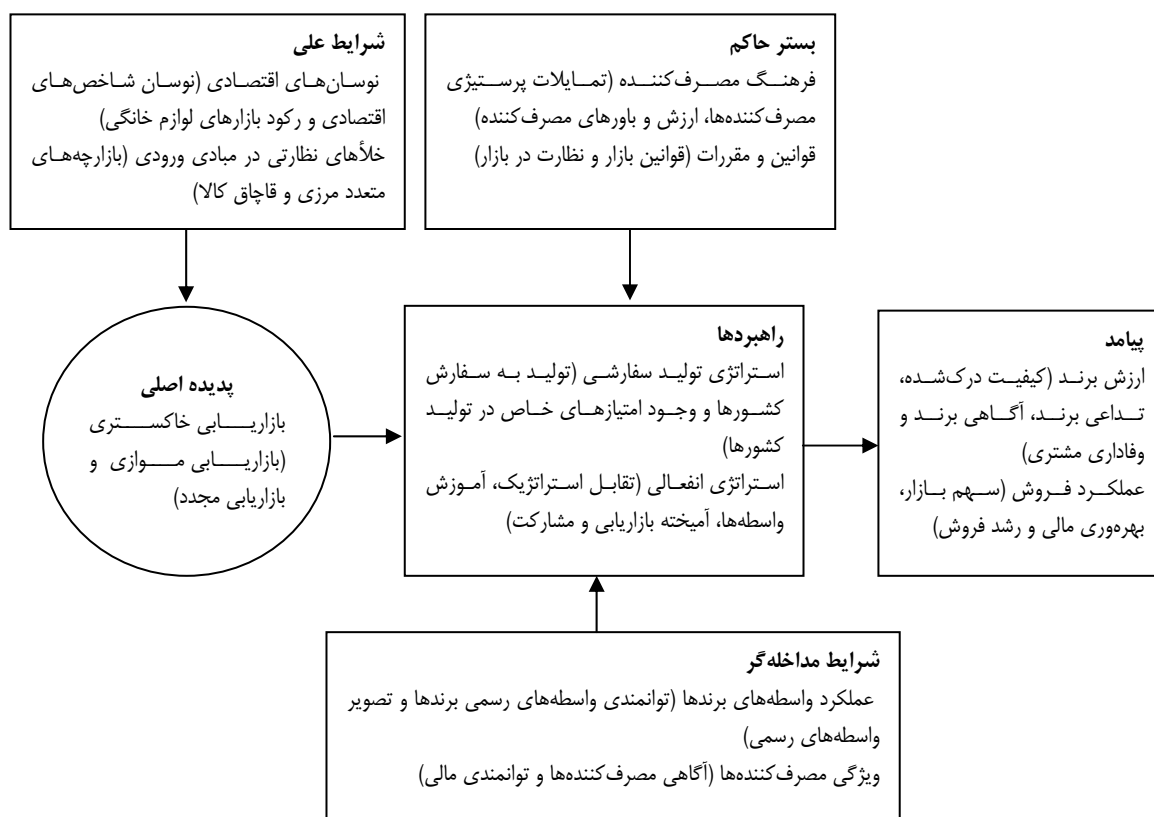 شرایط علی
نوسان‌های اقتصادی (نوسان شاخص‌های
اقتصادی و رکود بازارهای لوازم خانگی)
خلأهای نظارتی در مبادی ورودی (بازارچه‌های
متعدد مرزی و قاچاق کالا)
بستر حاکم
فرهنگ مصرف‌کننده (تمایلات پرستیژی
مصرف‌کننده‌ها، ارزش و باورهای مصرف‌کننده)
قوانین و مقررات (قوانین بازار و نظارت در بازار)
پدیده اصلی
بازاریابی خاکستری
(بازاریابی موازی و
بازاریابی مجدد)
راهبردها
استراتژی تولید سفارشی (تولید به سفارش
کشورها و وجود امتیازهای خاص در تولید
کشورها)
استراتژی انفعالی (تقابل استراتژیک، آموزش
واسطه‌ها، آمیخته بازاریابی و مشارکت)
پیامد
ارزش برند (کیفیت درک‌شده،
تداعی برند، آگاهی برند و
وفاداری مشتری)
عملکرد فروش (سهم بازار،
بهره‌وری مالی و رشد فروش)
شرایط مداخله‌گر
عملکرد واسطه‌های برندها (توانمندی واسطه‌های رسمی برندها و تصویر
واسطه‌های رسمی)
ویژگی مصرف‌کننده‌ها (آگاهی مصرف‌کننده‌ها و توانمندی مالی)